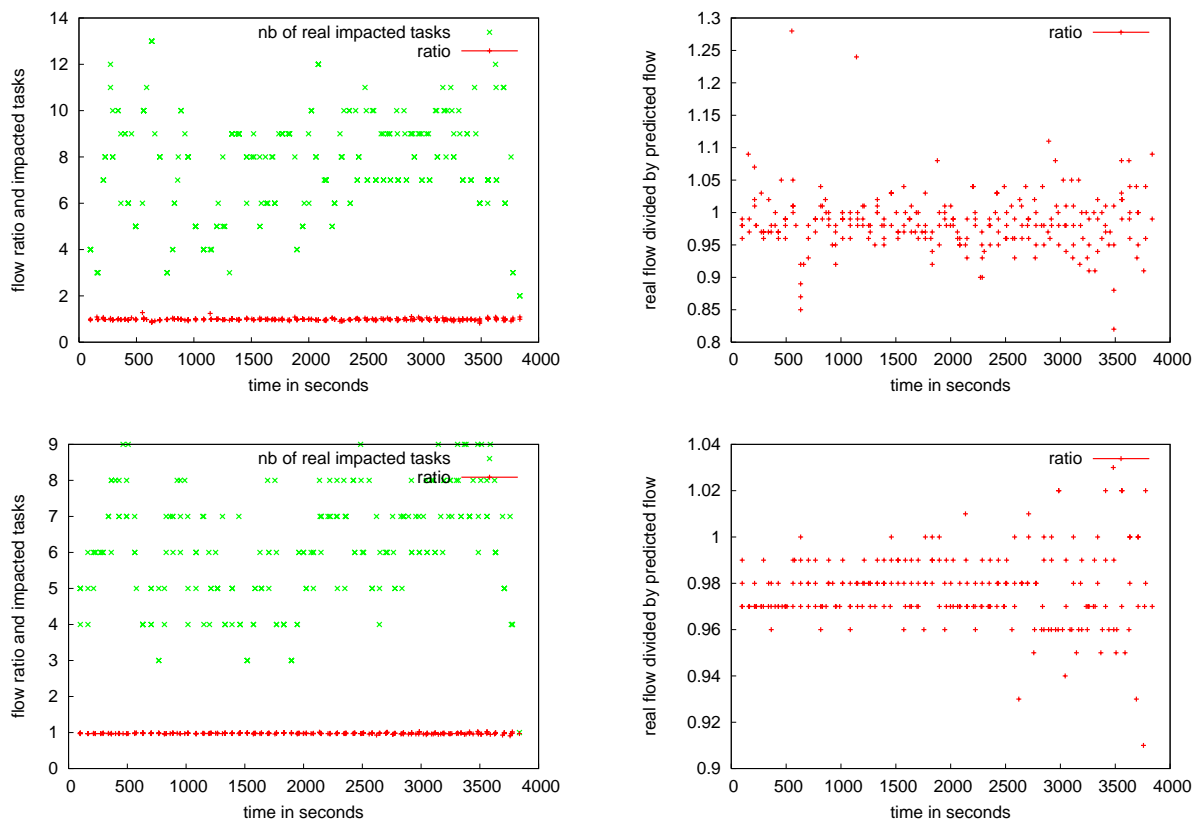 nb of real impacted tasks
ratio
flow ratio and impacted tasks
14
12
10
8
6
4
2
0
0 500 1000 1500 2000 2500 3000 3500 4000
time in seconds
ratio
real flow divided by predicted flow
1.3
1.25
1.2
1.15
1.1
1.05
1
0.95
0.9
0.85
0.8
0 500 1000 1500 2000 2500 3000 3500 4000
time in seconds
nb of real impacted tasks
ratio
flow ratio and impacted tasks
9
8
7
6
5
4
3
2
1
0
0 500 1000 1500 2000 2500 3000 3500 4000
time in seconds
ratio
real flow divided by predicted flow
1.04
1.02
1
0.98
0.96
0.94
0.92
0.9
0 500 1000 1500 2000 2500 3000 3500 4000
time in seconds